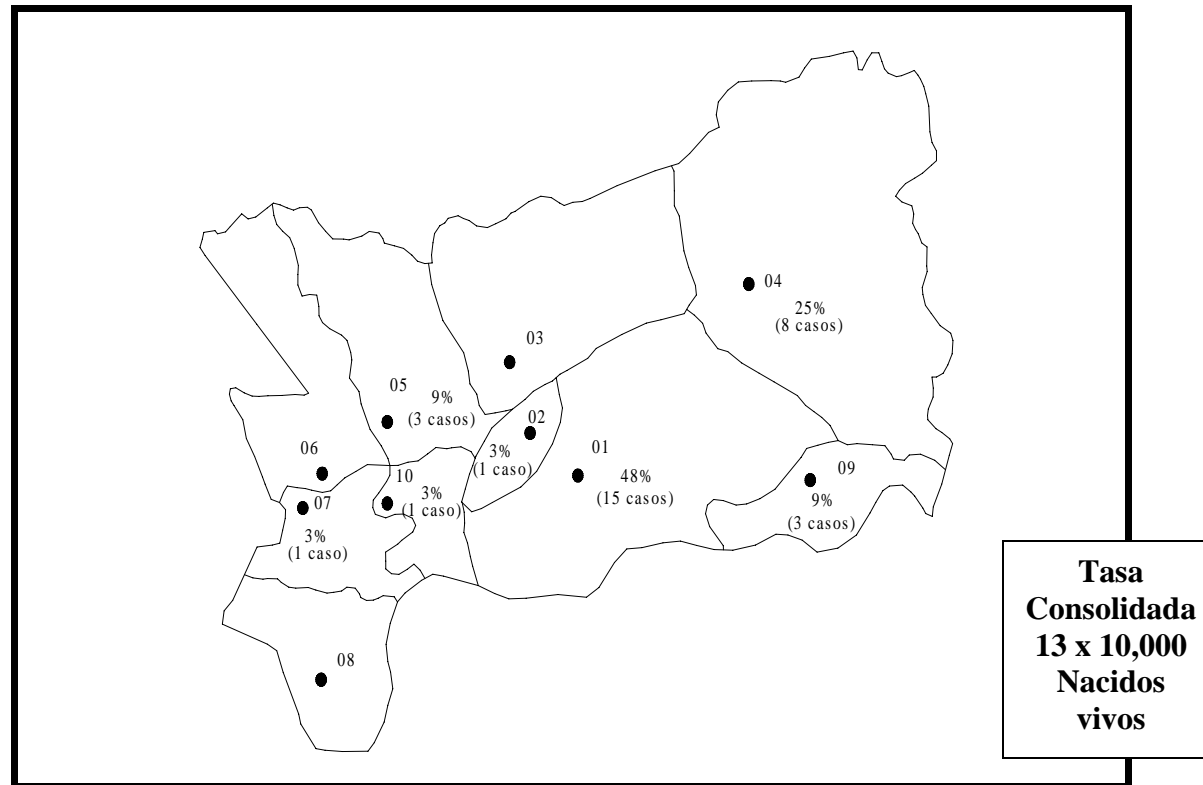 04
25%
(8 casos)
03
05
9%
(3 casos)
02
3%
(1 caso)
01
48%
(15 casos)
06
10
3%
(1 caso)
07
3%
(1 caso)
09
9%
(3 casos)
08
Tasa
Consolidada
13 x 10,000
Nacidos
vivos